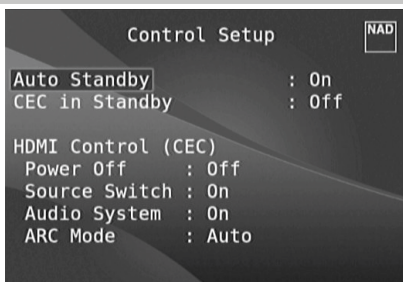 Control Setup
NAD
Auto Standby : On
CEC in Standby : Off
HDMI Control (CEC)
Power Off : Off
Source Switch : On
Audio System : On
ARC Mode : Auto